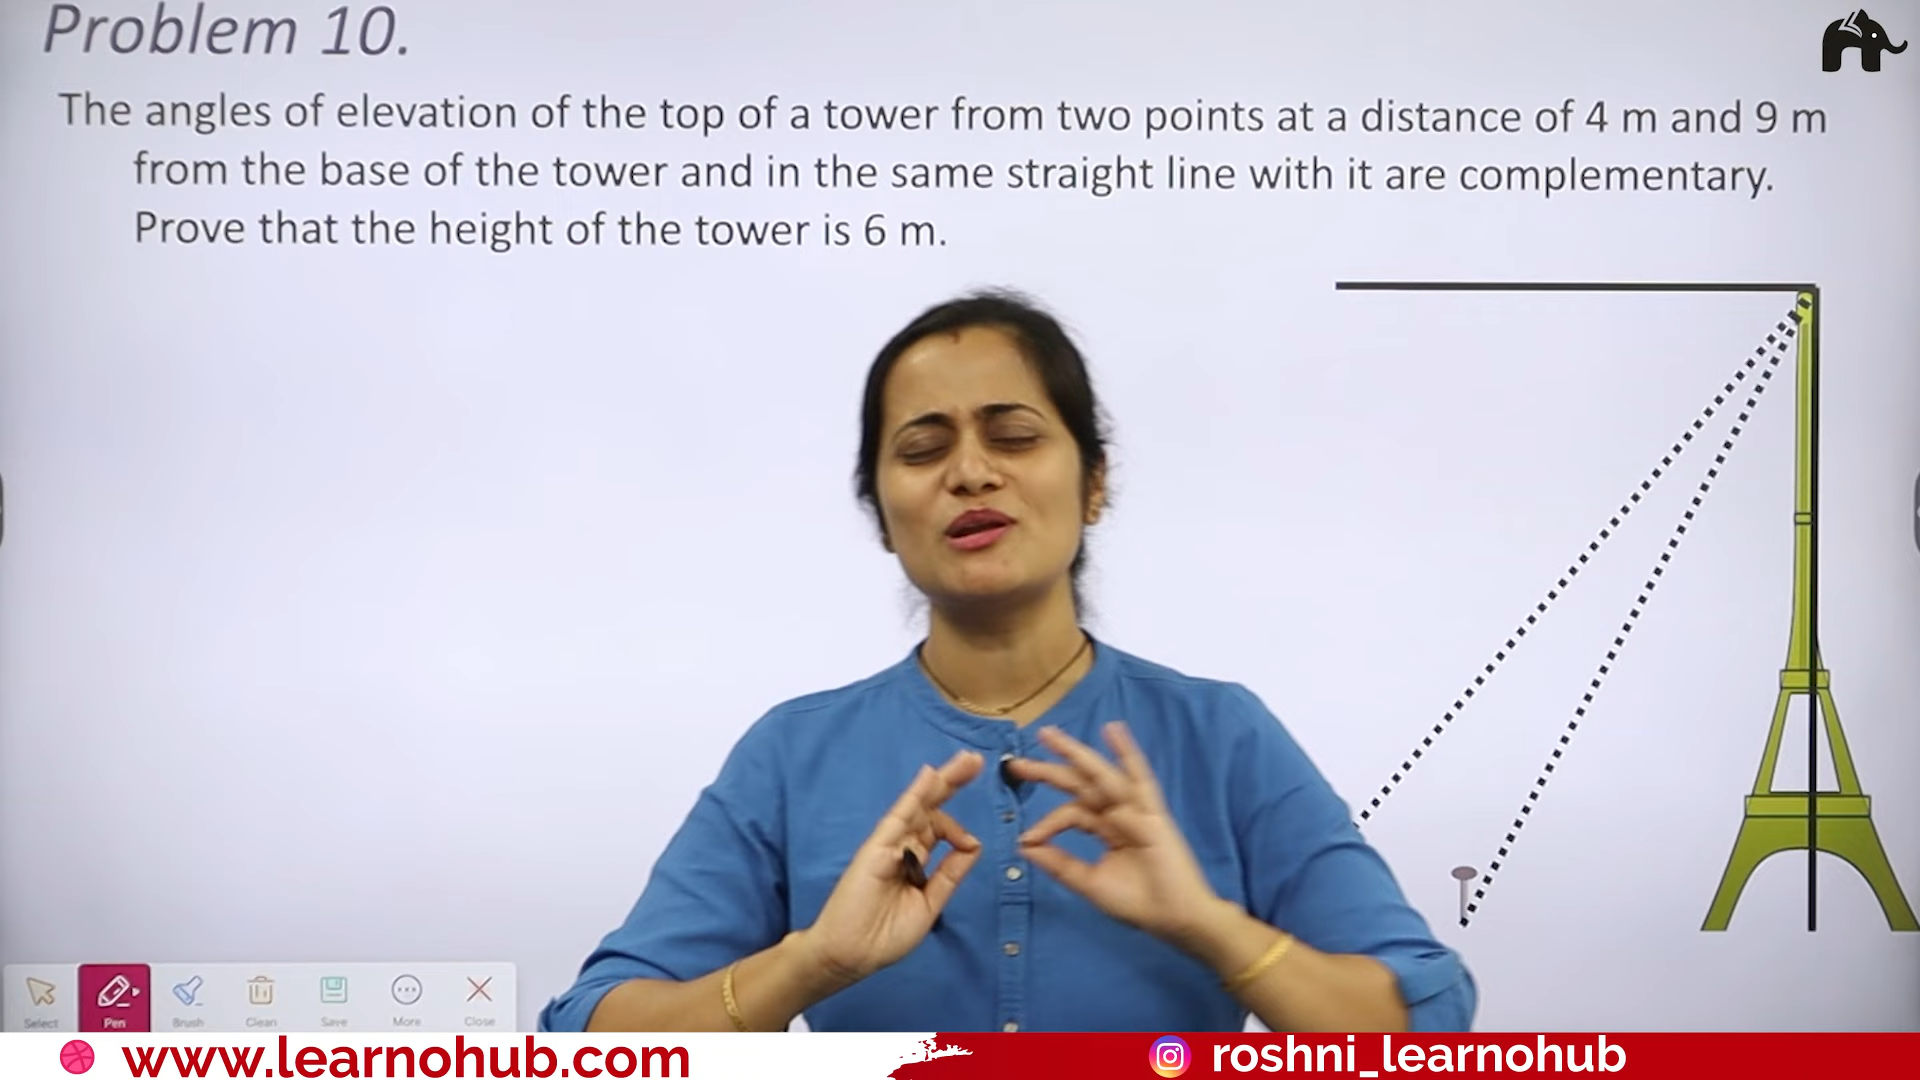 Problem 10.
The angles of elevation of the top of a tower from two points at a distance of 4 m and 9 m
from the base of the tower and in the same straight line with it are complementary.
Prove that the height of the tower is 6 m.
Select Pen Brush Clean Save More Close
www.learnohub.com
roshni_learnohub